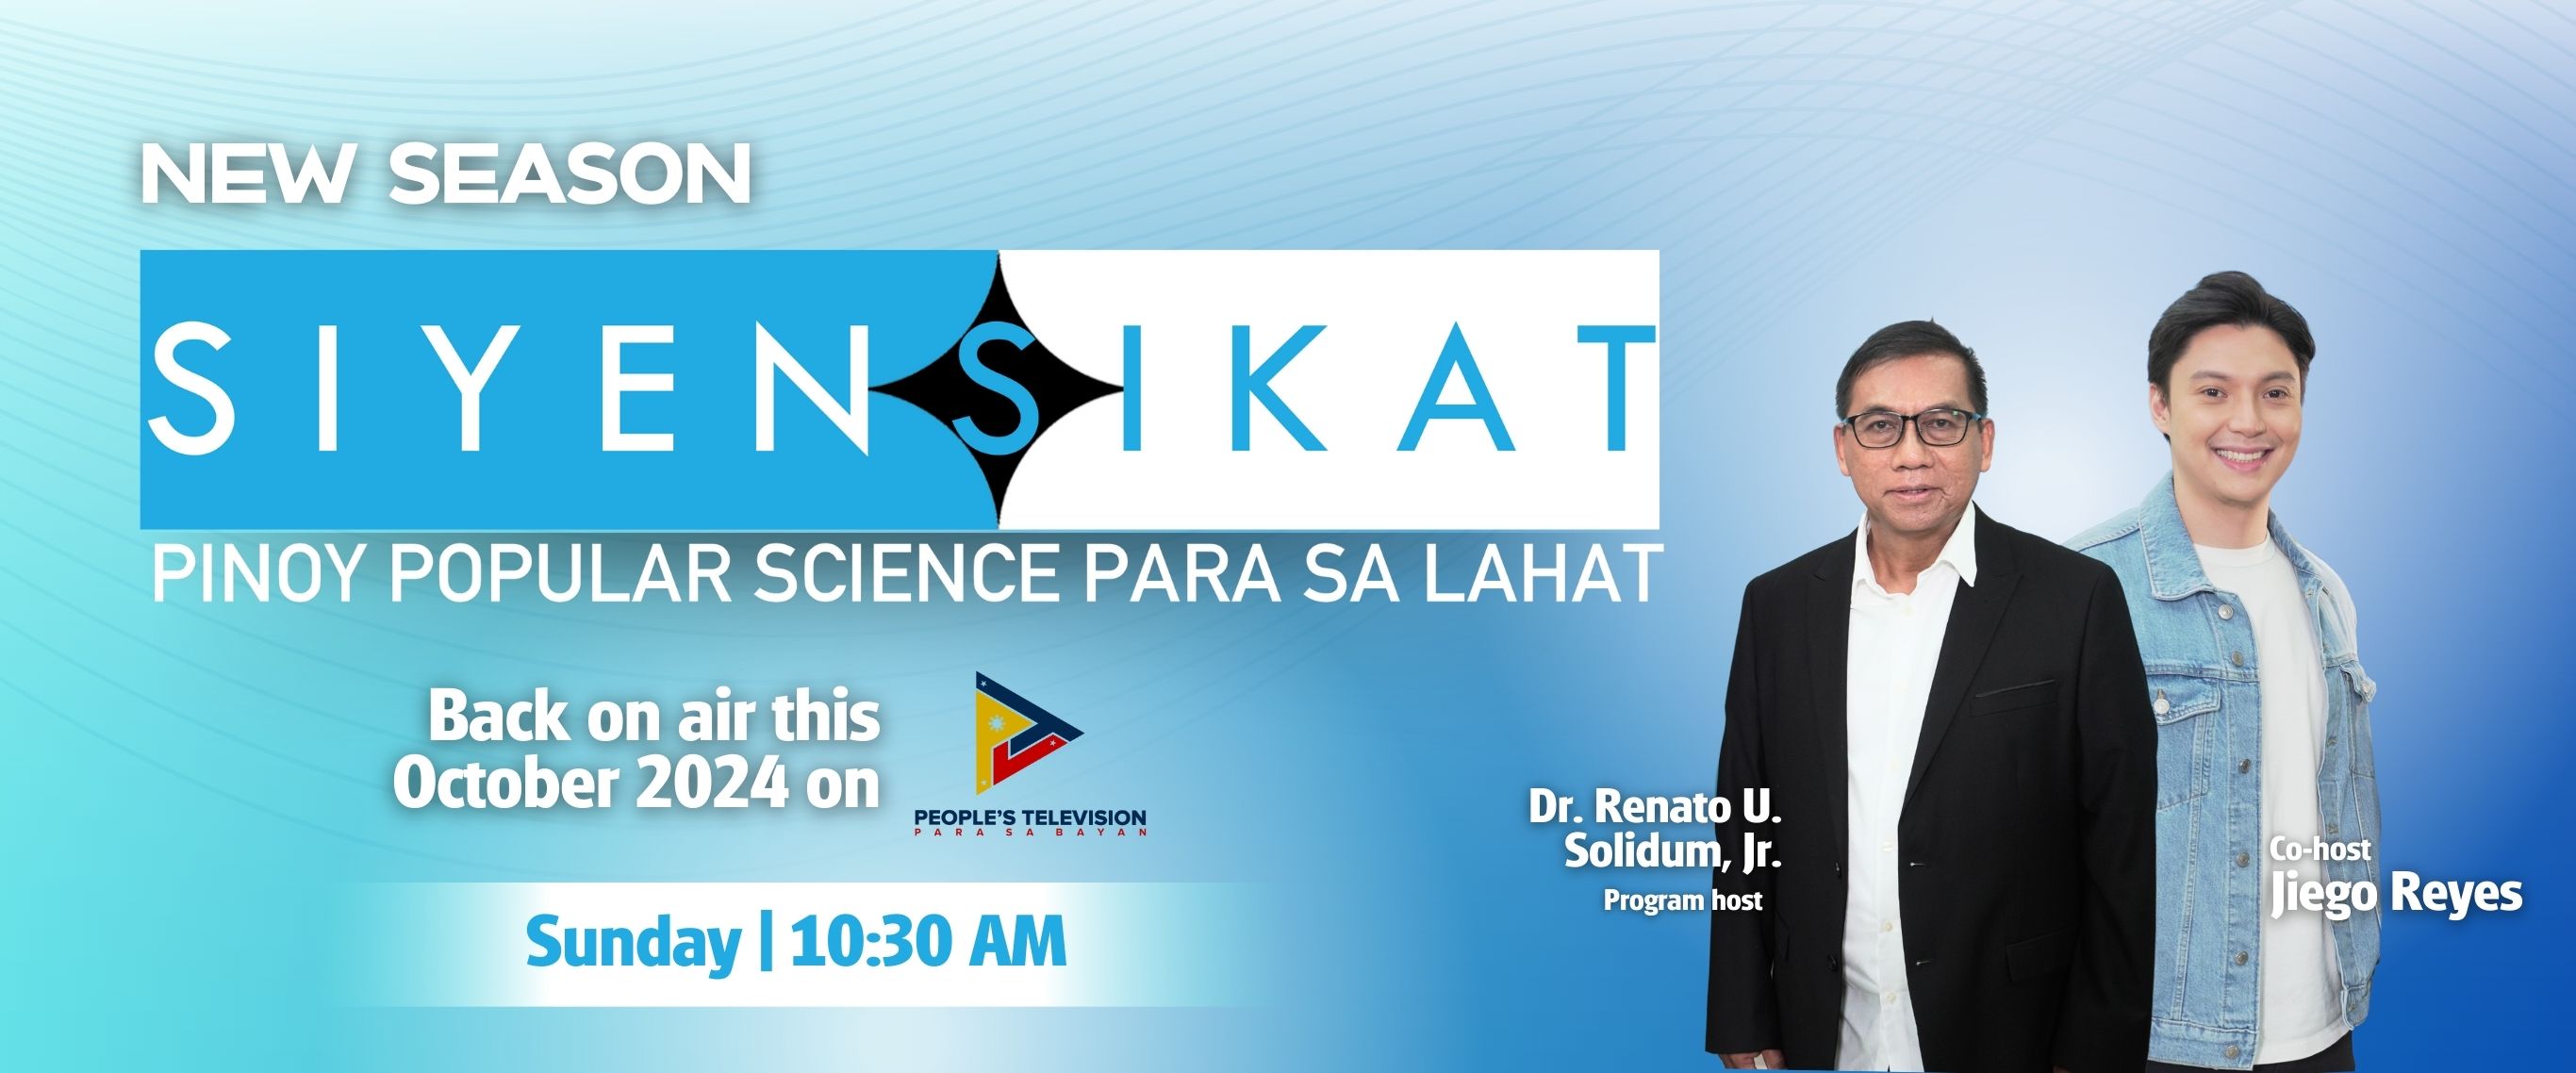 NEW SEASON
SIYENSIKAT
PINOY POPULAR SCIENCE PARA SA LAHAT
Back on air this
October 2024 on
PEOPLE'S TELEVISION
PARA SA BAYAN
Sunday | 10:30 AM
Dr. Renato U.
Solidum, Jr.
Program host
Co-host
Jiego Reyes